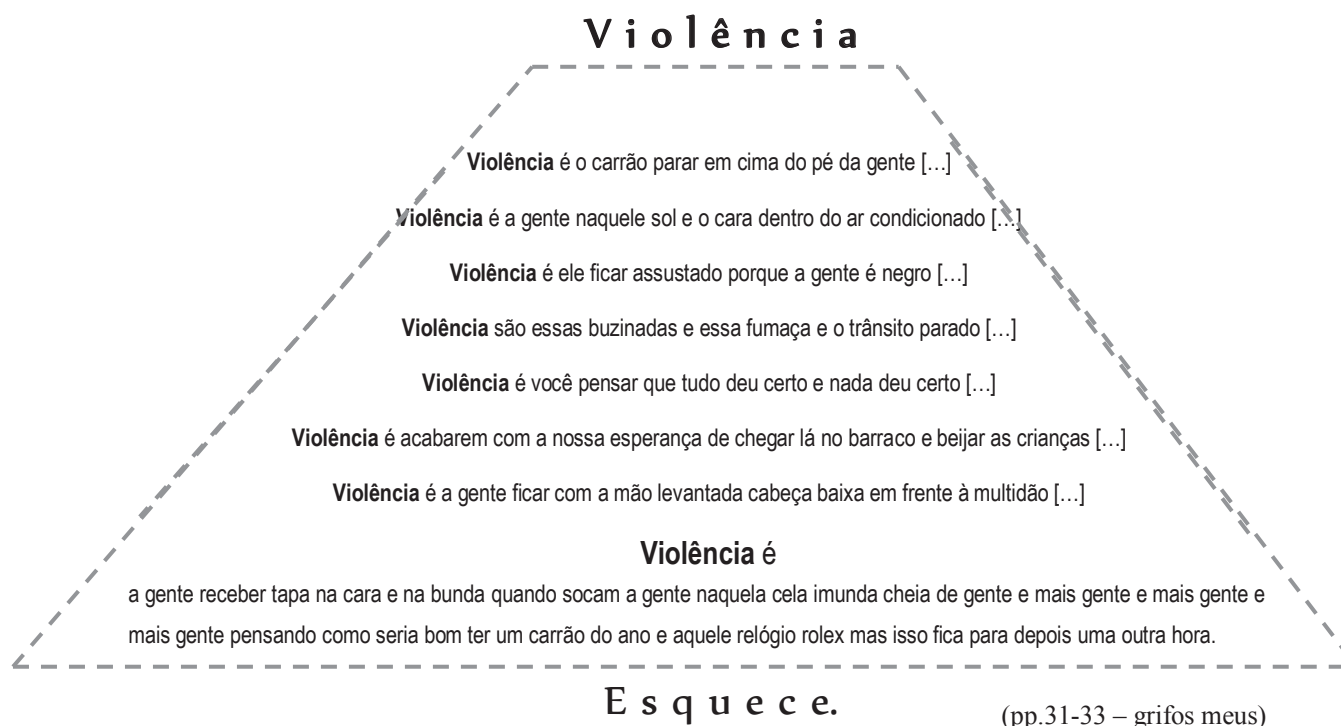 Violência
Violência é o carrão parar em cima do pé da gente […]
Violência é a gente naquele sol e o cara dentro do ar condicionado […]
Violência é ele ficar assustado porque a gente é negro […]
Violência são essas buzinadas e essa fumaça e o trânsito parado […]
Violência é você pensar que tudo deu certo e nada deu certo […]
Violência é acabarem com a nossa esperança de chegar lá no barraco e beijar as crianças […]
Violência é a gente ficar com a mão levantada cabeça baixa em frente à multidão […]
Violência é
a gente receber tapa na cara e na bunda quando socam a gente naquela cela imunda cheia de gente e mais gente e mais gente e
mais gente pensando como seria bom ter um carrão do ano e aquele relógio rolex mas isso fica para depois uma outra hora.
Esquece.
(pp.31-33 – grifos meus)